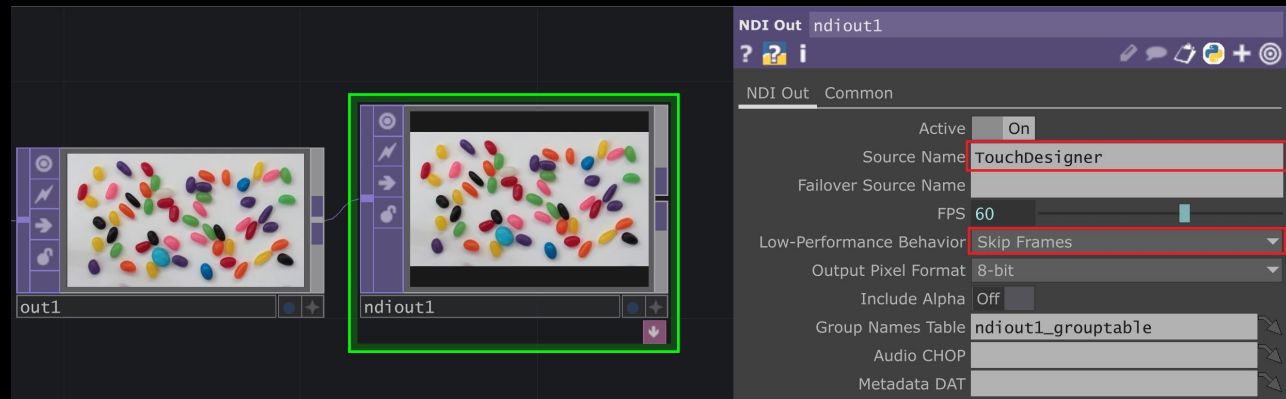 NDI Out ndiout1
? ? i
NDI Out Common
Active On
Source Name TouchDesigner
Failover Source Name
FPS 60
Low-Performance Behavior Skip Frames
Output Pixel Format 8-bit
Include Alpha Off
Group Names Table ndiout1_grouptable
Audio CHOP
Metadata DAT
out1
ndiout1